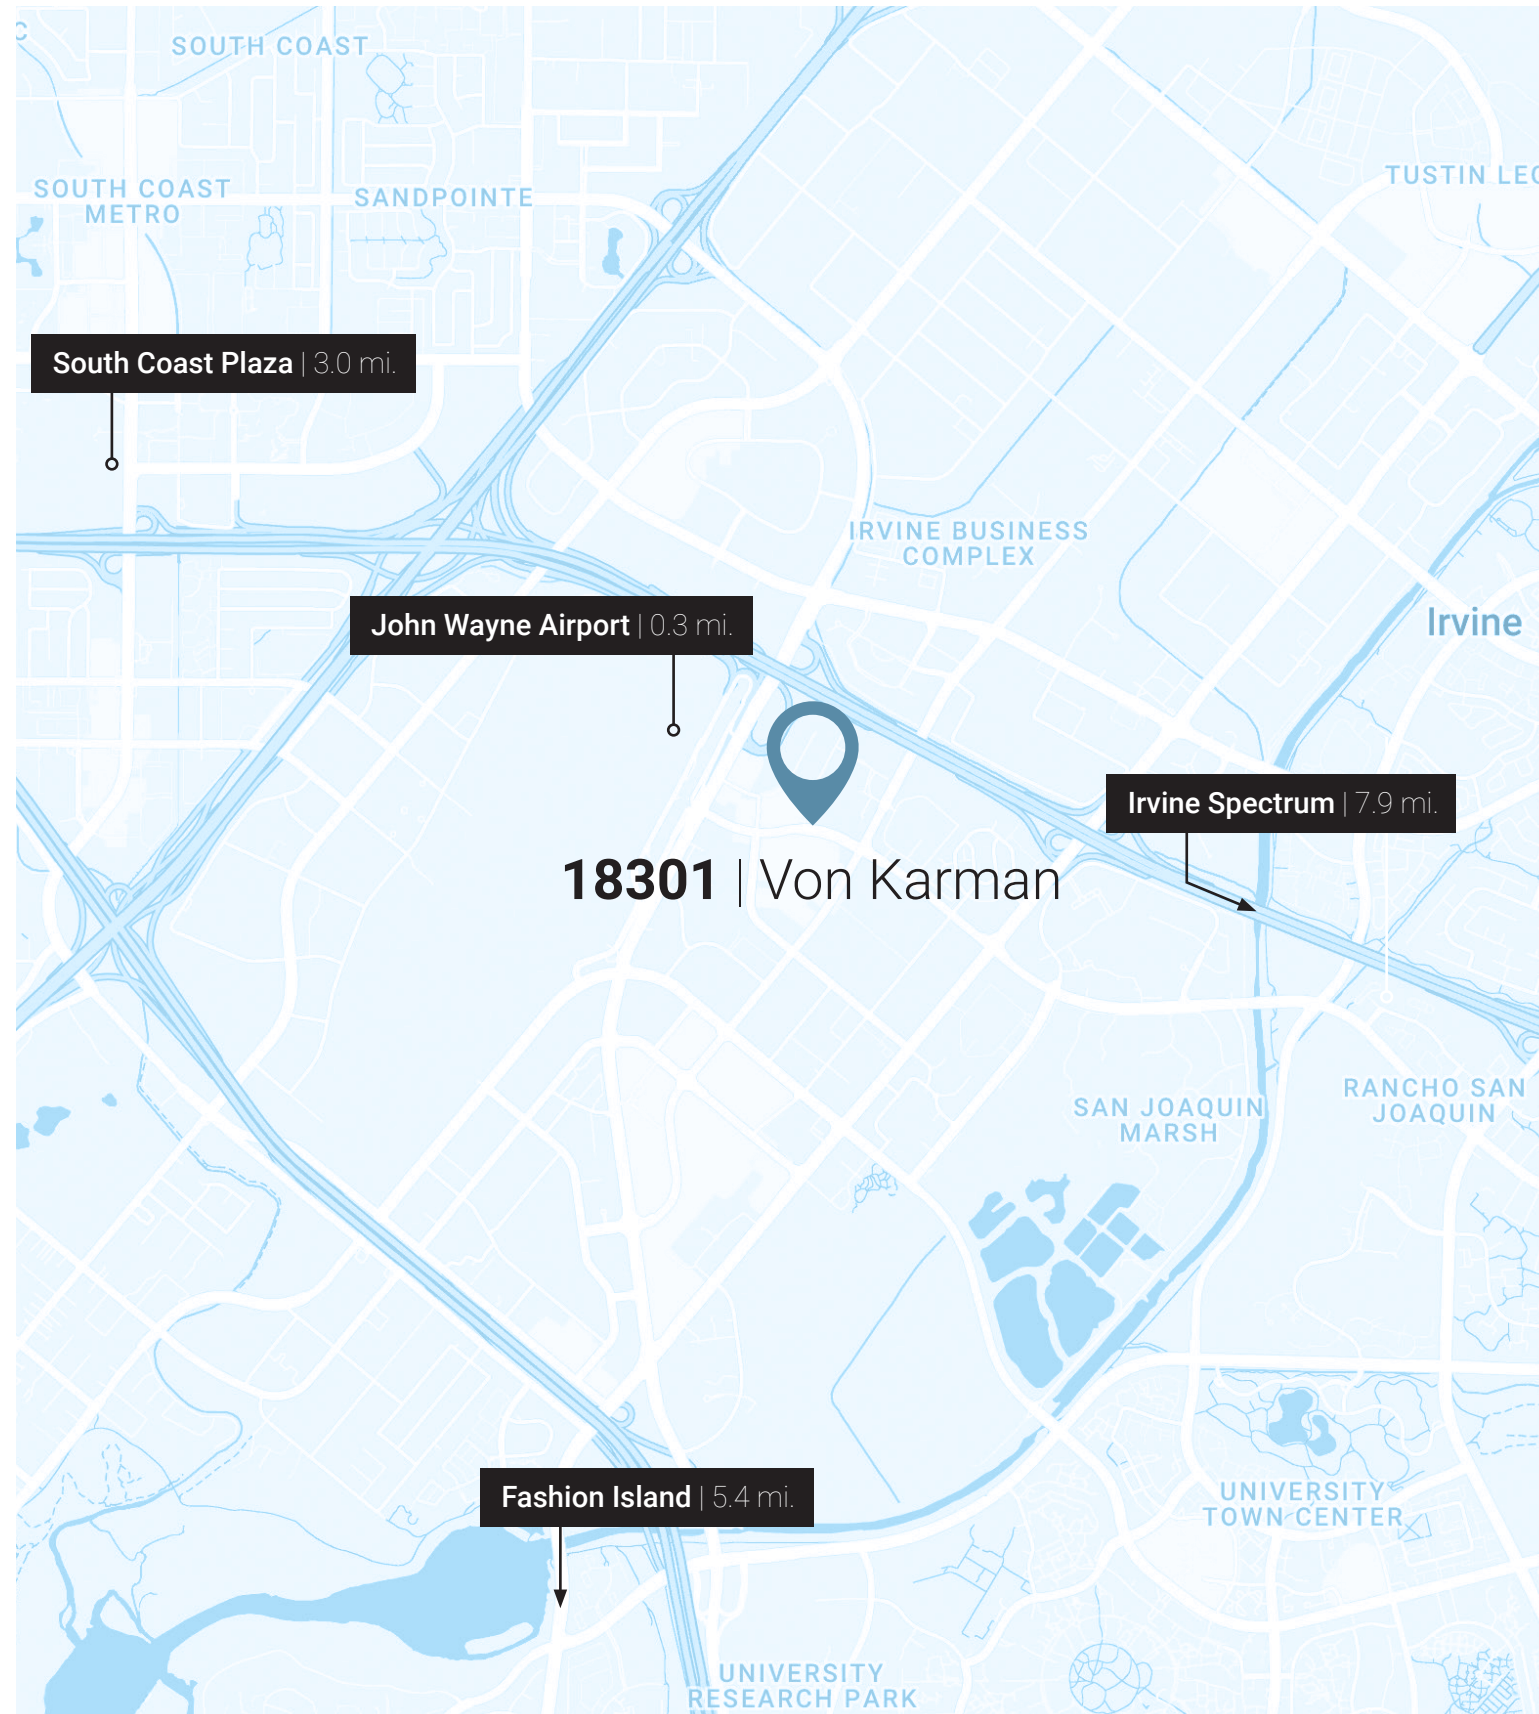 C
SOUTH COAST
SOUTH COAST
METRO
SANDPOINTE
TUSTIN LEG
South Coast Plaza | 3.0 mi.
IRVINE BUSINESS
COMPLEX
John Wayne Airport | 0.3 mi.
Irvine
Irvine Spectrum | 7.9 mi.
18301 | Von Karman
SAN JOAQUIN
MARSH
RANCHO SAN
JOAQUIN
Fashion Island | 5.4 mi.
UNIVERSITY
TOWN CENTER
UNIVERSITY
RESEARCH PARK